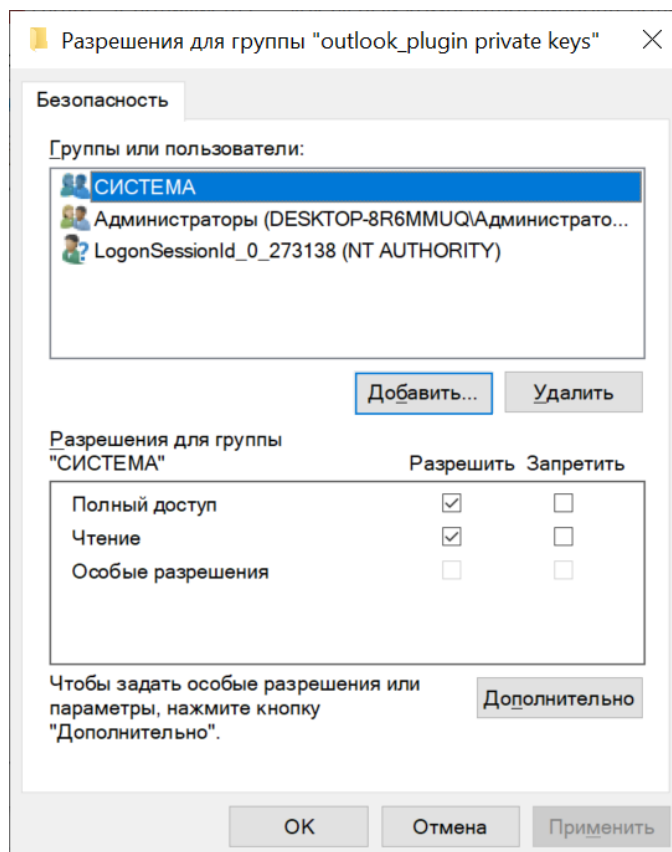 Разрешения для группы "outlook_plugin private keys"
Безопасность
Группы или пользователи:
СИСТЕМА
Администраторы (DESKTOP-8R6MMUQ\Администрато...
LogonSessionId_0_273138 (NT AUTHORITY)
Добавить... Удалить
Разрешения для группы
"СИСТЕМА" Разрешить Запретить
Полный доступ
Чтение
Особые разрешения
Чтобы задать особые разрешения или
параметры, нажмите кнопку
"Дополнительно".
Дополнительно
ОК Отмена Применить